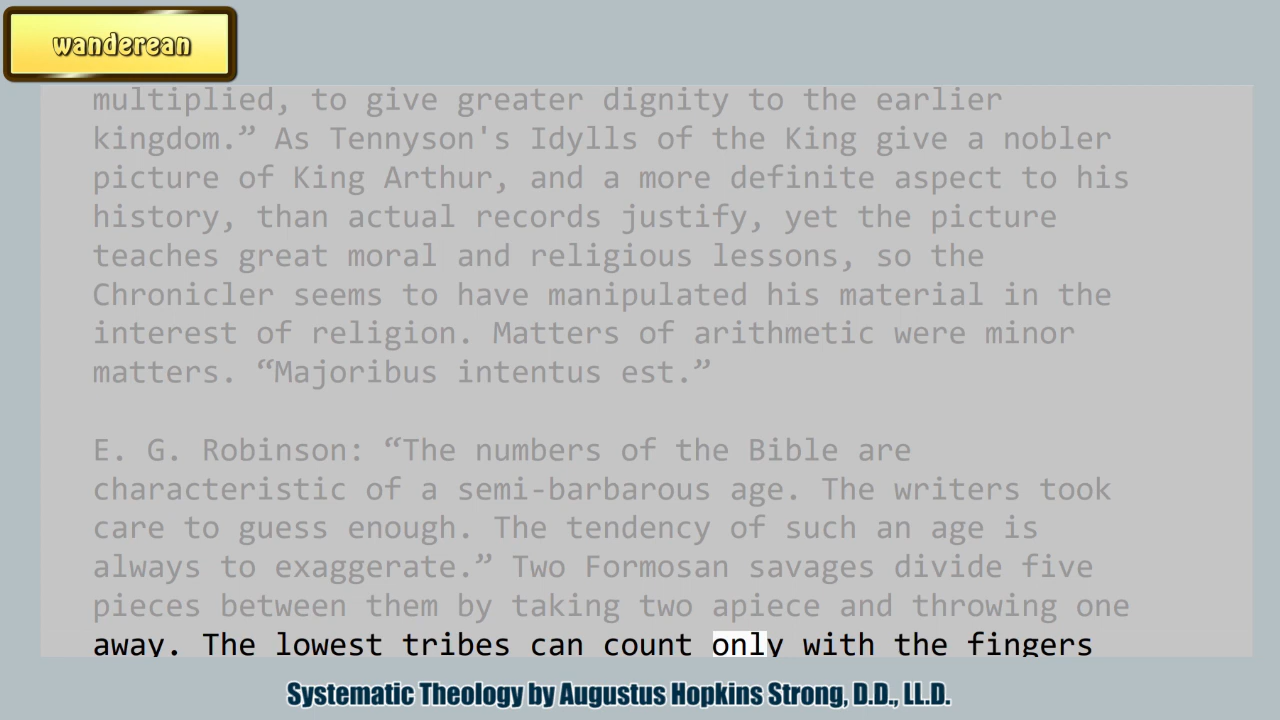 wanderean
multiplied, to give greater dignity to the earlier
kingdom.” As Tennyson's Idylls of the King give a nobler
picture of King Arthur, and a more definite aspect to his
history, than actual records justify, yet the picture
teaches great moral and religious lessons, so the
Chronicler seems to have manipulated his material in the
interest of religion. Matters of arithmetic were minor
matters. “Majoribus intentus est.”
E. G. Robinson: “The numbers of the Bible are
characteristic of a semi-barbarous age. The writers took
care to guess enough. The tendency of such an age is
always to exaggerate.” Two Formosan savages divide five
pieces between them by taking two apiece and throwing one
away. The lowest tribes can count only with the fingers
Systematic Theology by Augustus Hopkins Strong, D.D., LL.D.